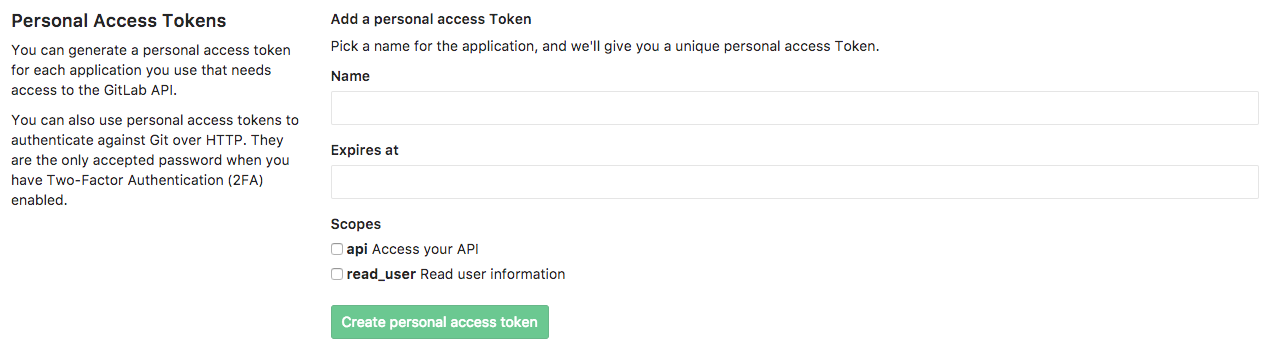 Personal Access Tokens
You can generate a personal access token
for each application you use that needs
access to the GitLab API.
You can also use personal access tokens to
authenticate against Git over HTTP. They
are the only accepted password when you
have Two-Factor Authentication (2FA)
enabled.
Add a personal access Token
Pick a name for the application, and we'll give you a unique personal access Token.
Name
Expires at
Scopes
api Access your API
read_user Read user information
Create personal access token